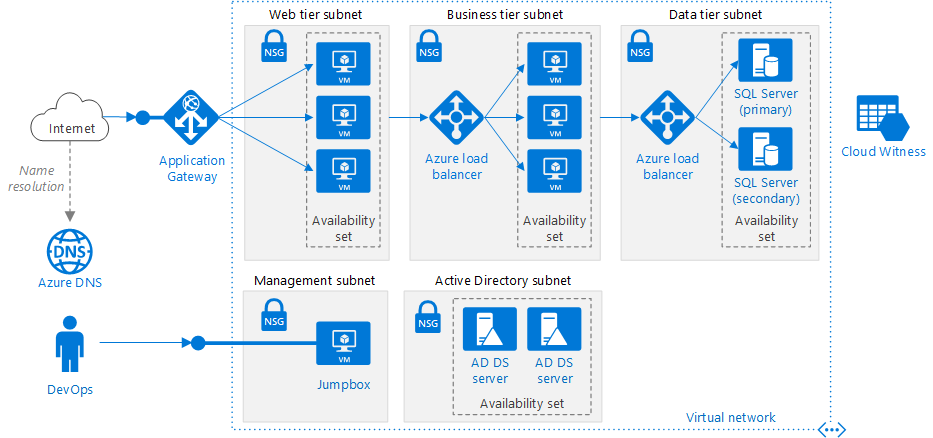 Web tier subnet
Business tier subnet
Data tier subnet
NSG
NSG
NSG
VM
VM
VM
VM
VM
VM
Internet
Application
Gateway
Azure load
balancer
Azure load
balancer
SQL Server
(primary)
SQL Server
(secondary)
Cloud Witness
Name
resolution
Availability
set
Availability
set
Availability
set
DNS
Azure DNS
Management subnet
Active Directory subnet
NSG
NSG
VM
Jumpbox
AD DS
server
AD DS
server
Availability set
DevOps
Virtual network